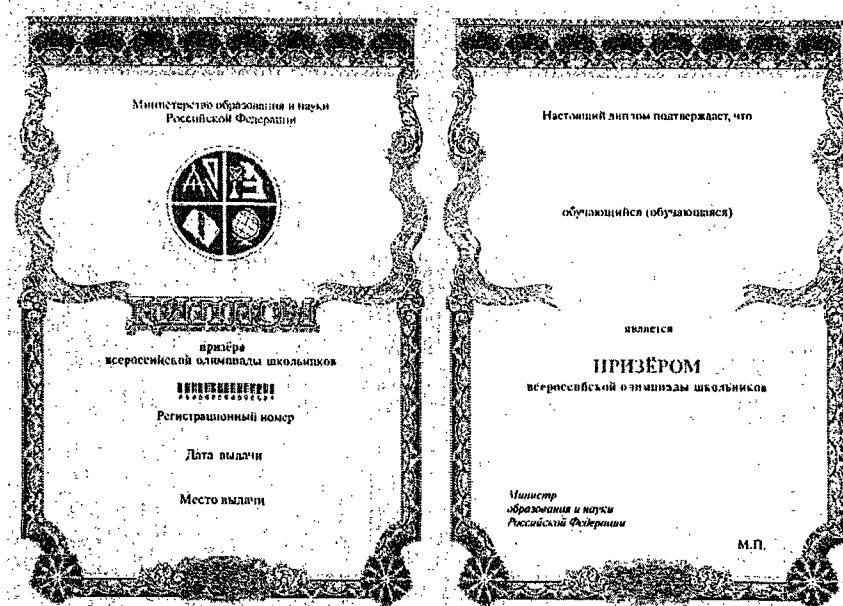 Министерство образования и науки
Российской Федерации
ДИПЛОМ
призёра
всероссийской олимпиады школьников
Регистрационный номер
Дата выдачи
Место выдачи
Настоящий диплом подтверждает, что
обучающийся (обучающаяся)
является
ПРИЗЁРОМ
всероссийской олимпиады школьников
Министр
образования и науки
Российской Федерации
М.П.